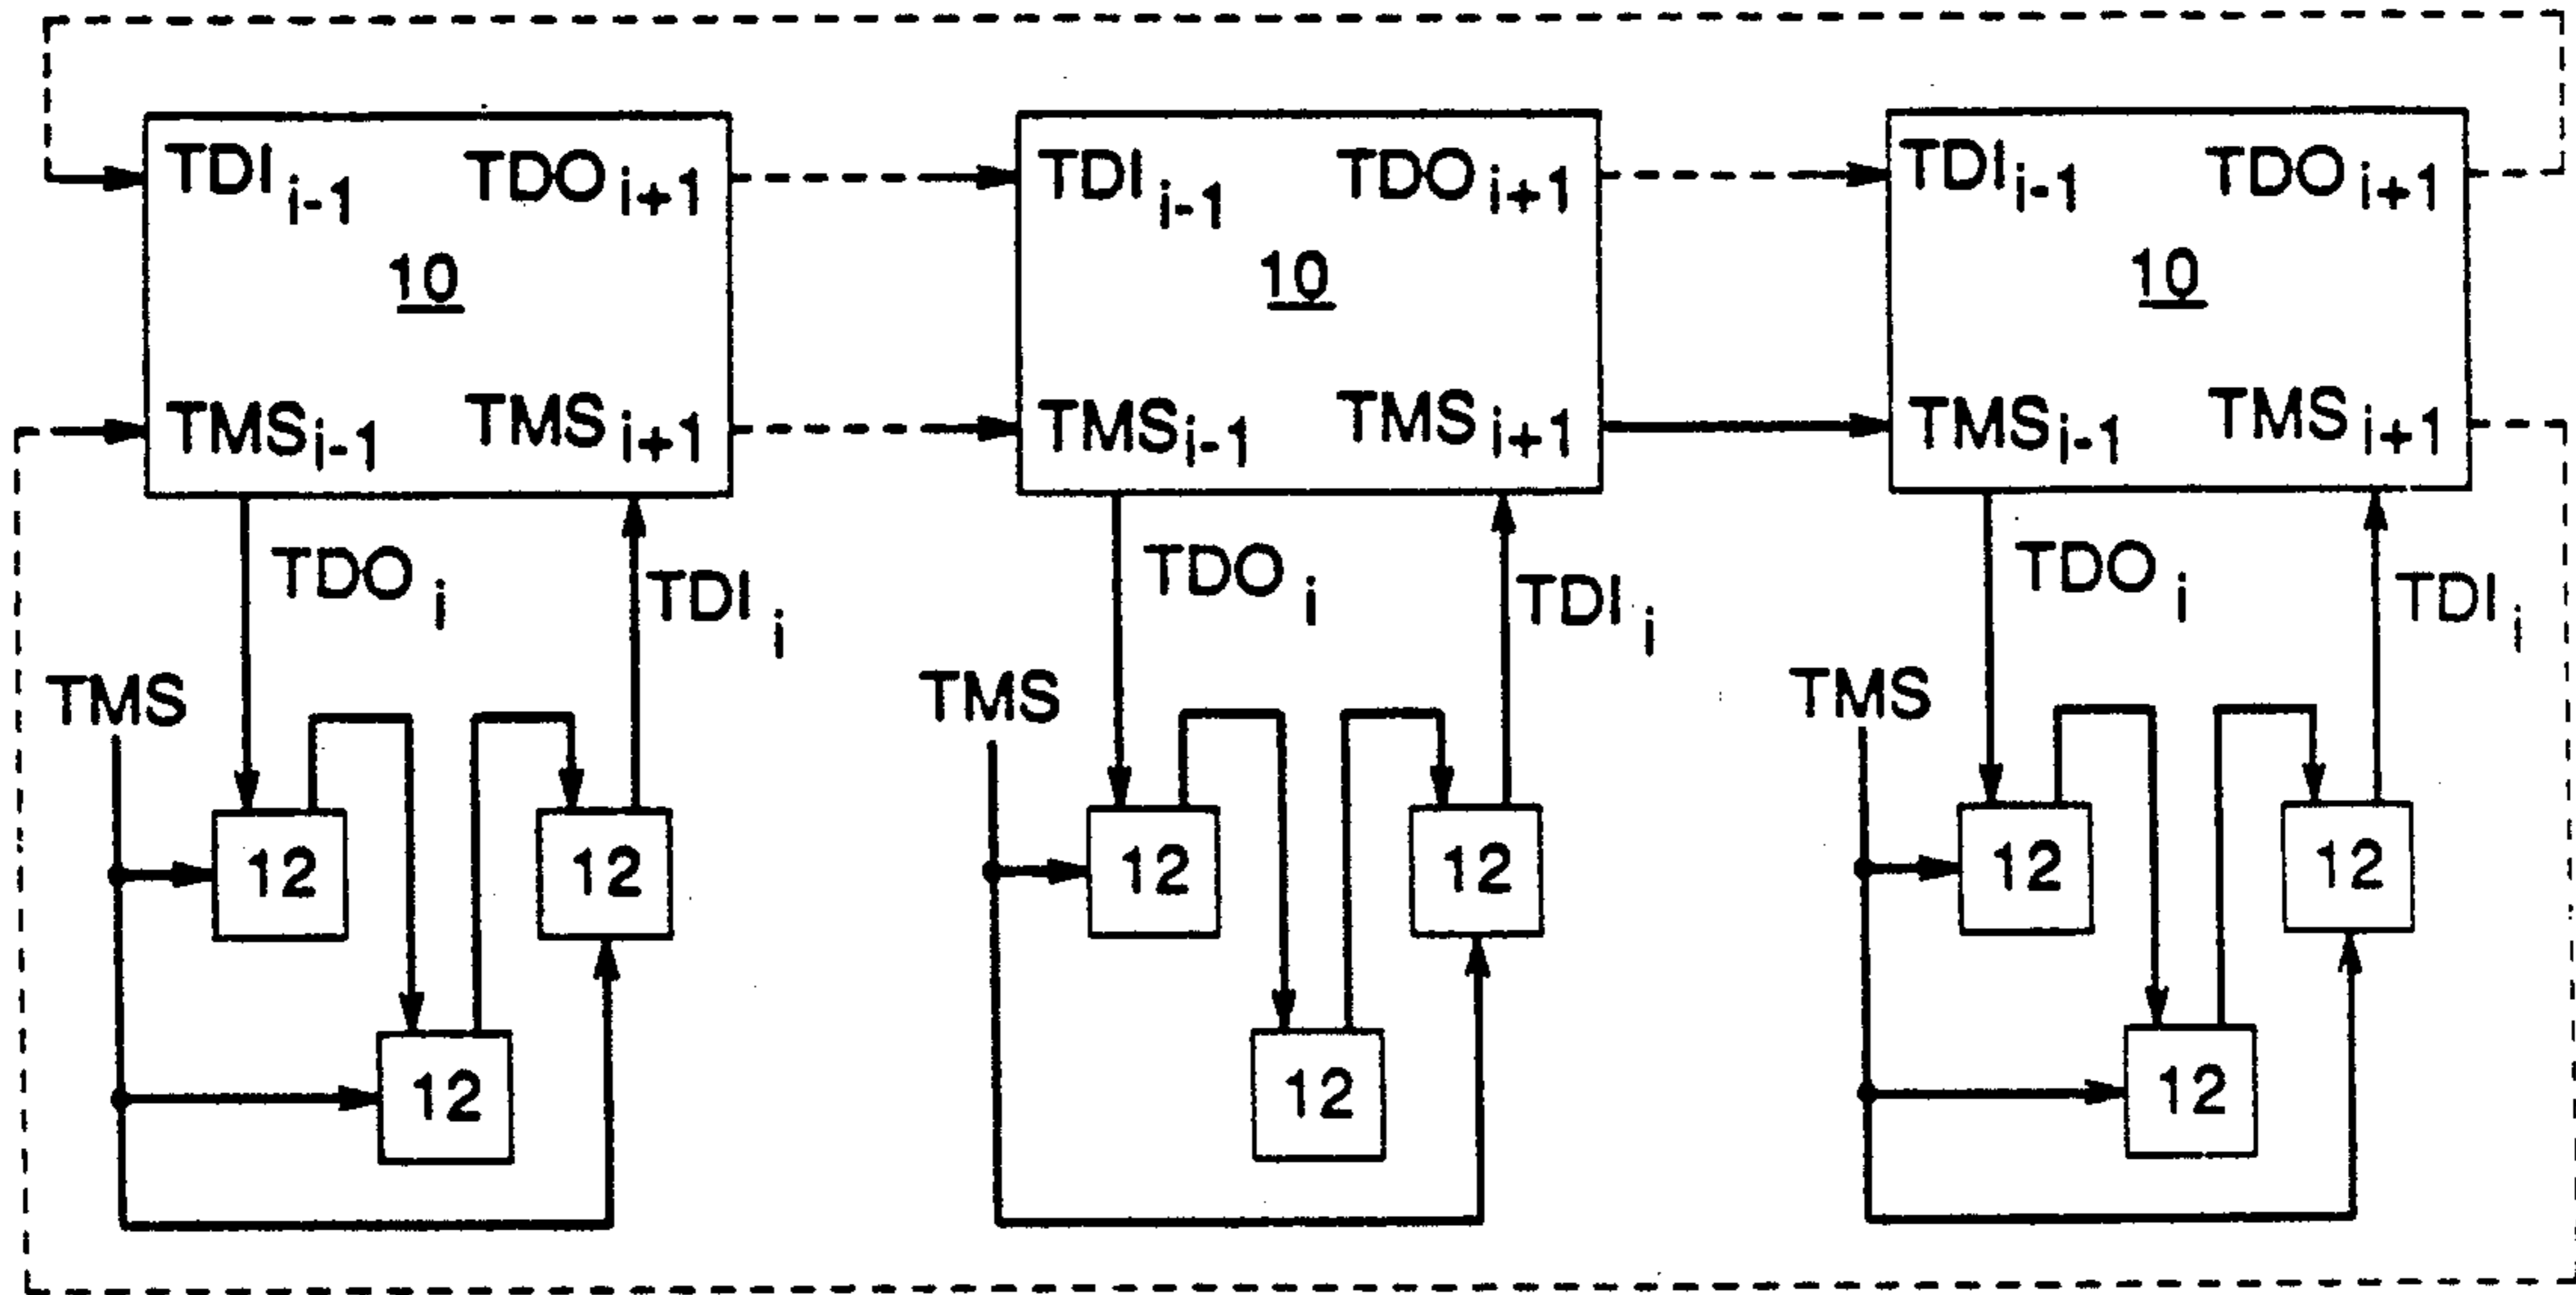 TDI i-1 TDO i+1 TDI i-1 TDO i+1 TDI i-1 TDO i+1
10 10 10
TMS i-1 TMS i+1 TMS i-1 TMS i+1 TMS i-1 TMS i+1
TDO i TDI i TDO i TDI i TDO i TDI i
TMS TMS TMS
12 12 12 12 12 12
12 12 12